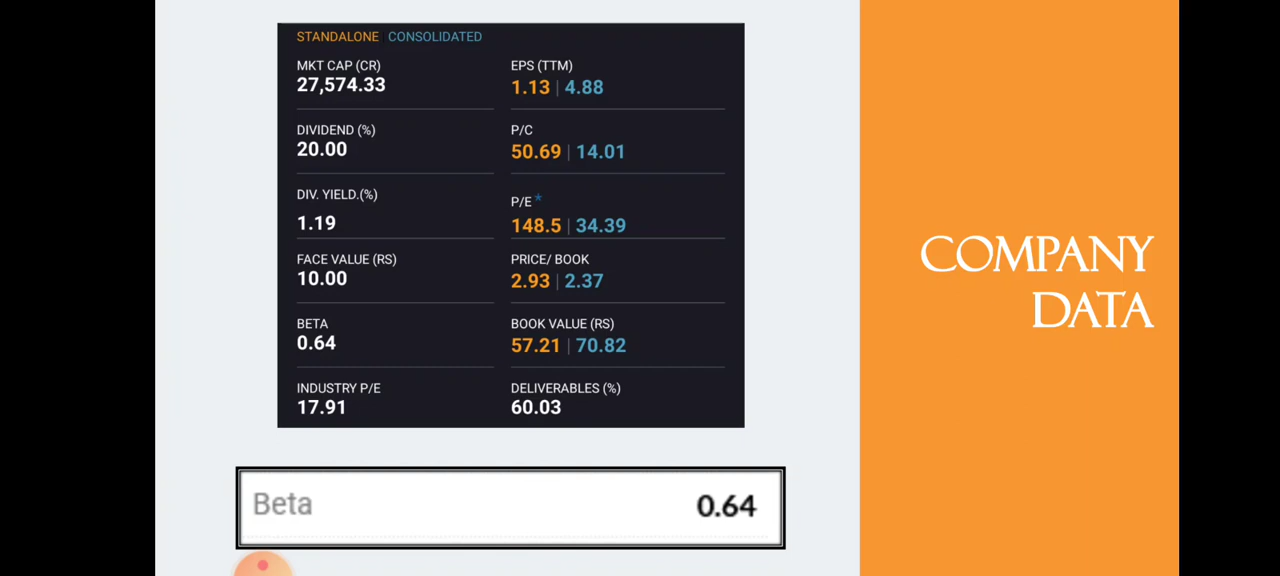 STANDALONE | CONSOLIDATED
MKT CAP (CR)
27,574.33
EPS (TTM)
1.13 | 4.88
DIVIDEND (%)
20.00
P/C
50.69 | 14.01
DIV. YIELD.(%)
1.19
P/E *
148.5 | 34.39
FACE VALUE (RS)
10.00
PRICE/ BOOK
2.93 | 2.37
BETA
0.64
BOOK VALUE (RS)
57.21 | 70.82
INDUSTRY P/E
17.91
DELIVERABLES (%)
60.03
Beta 0.64
COMPANY
DATA